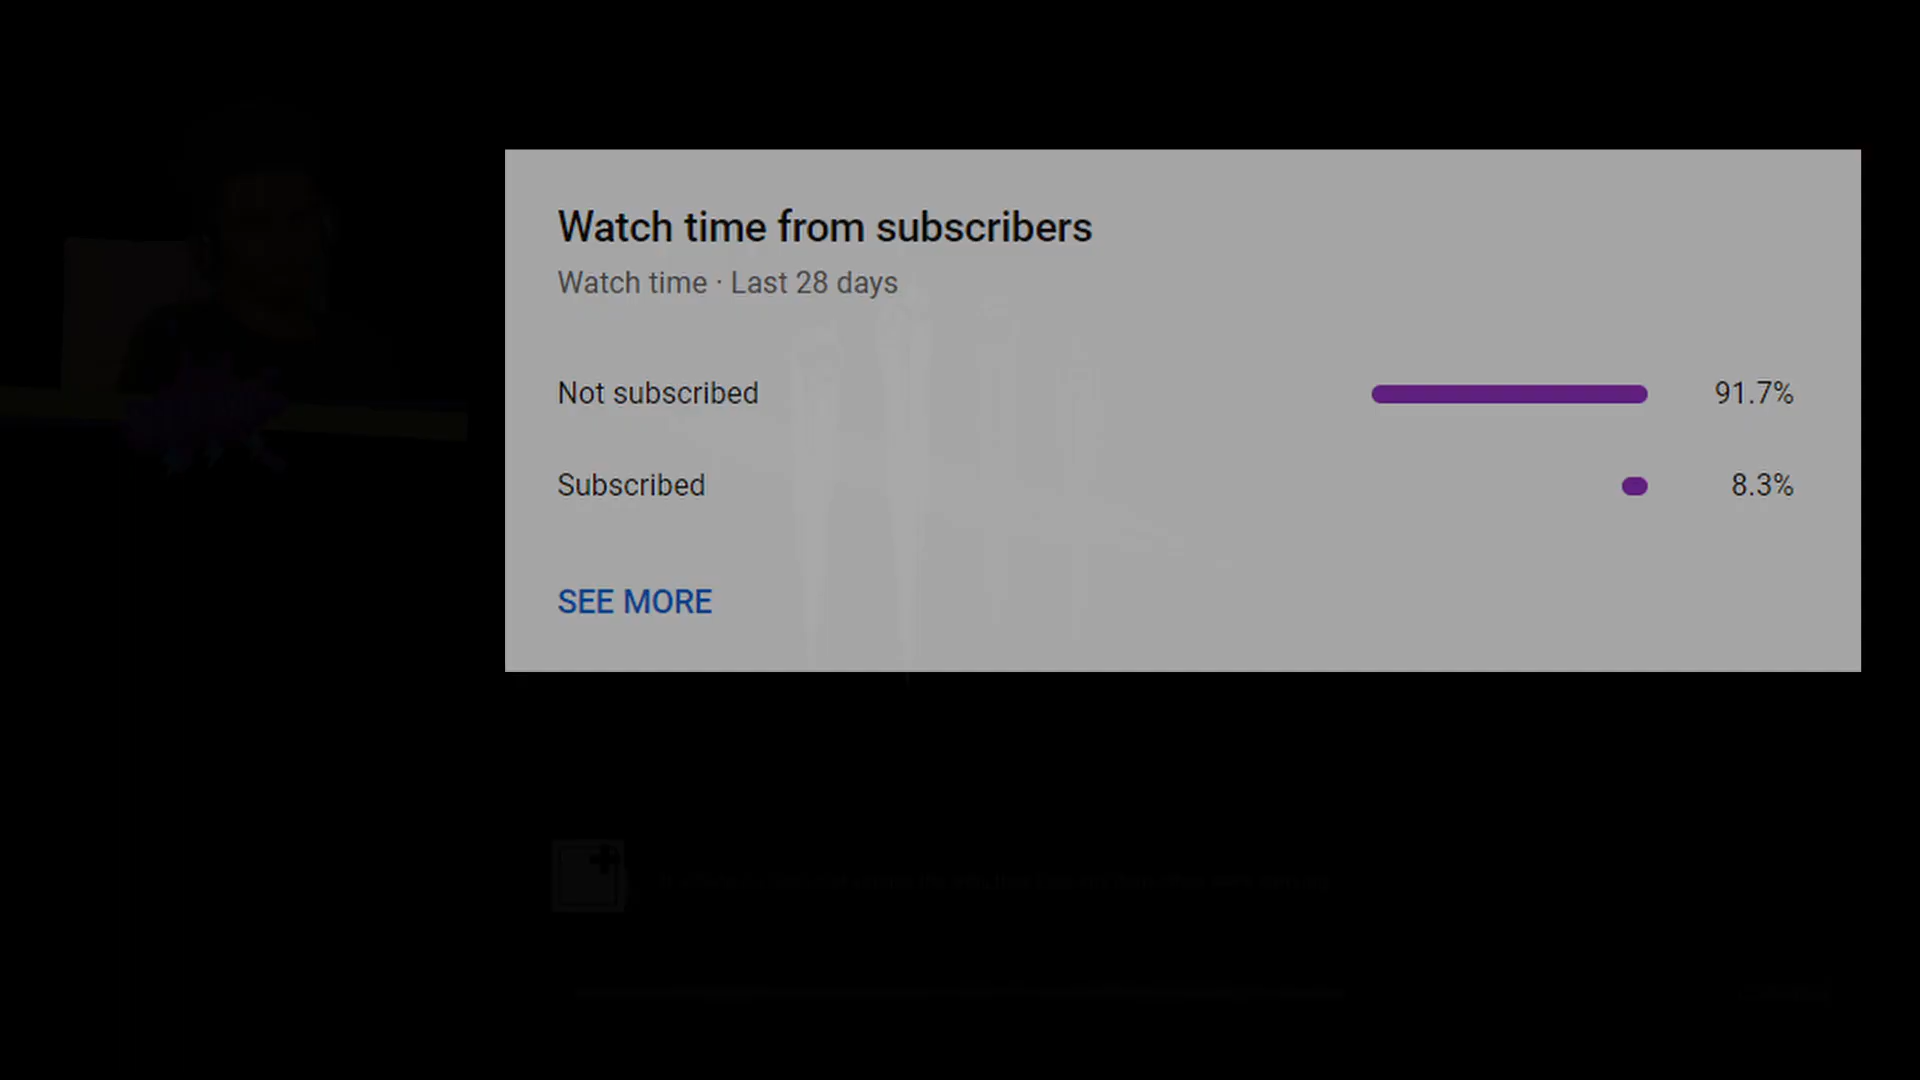 Watch time from subscribers
Watch time · Last 28 days
Not subscribed 91.7%
Subscribed 8.3%
SEE MORE